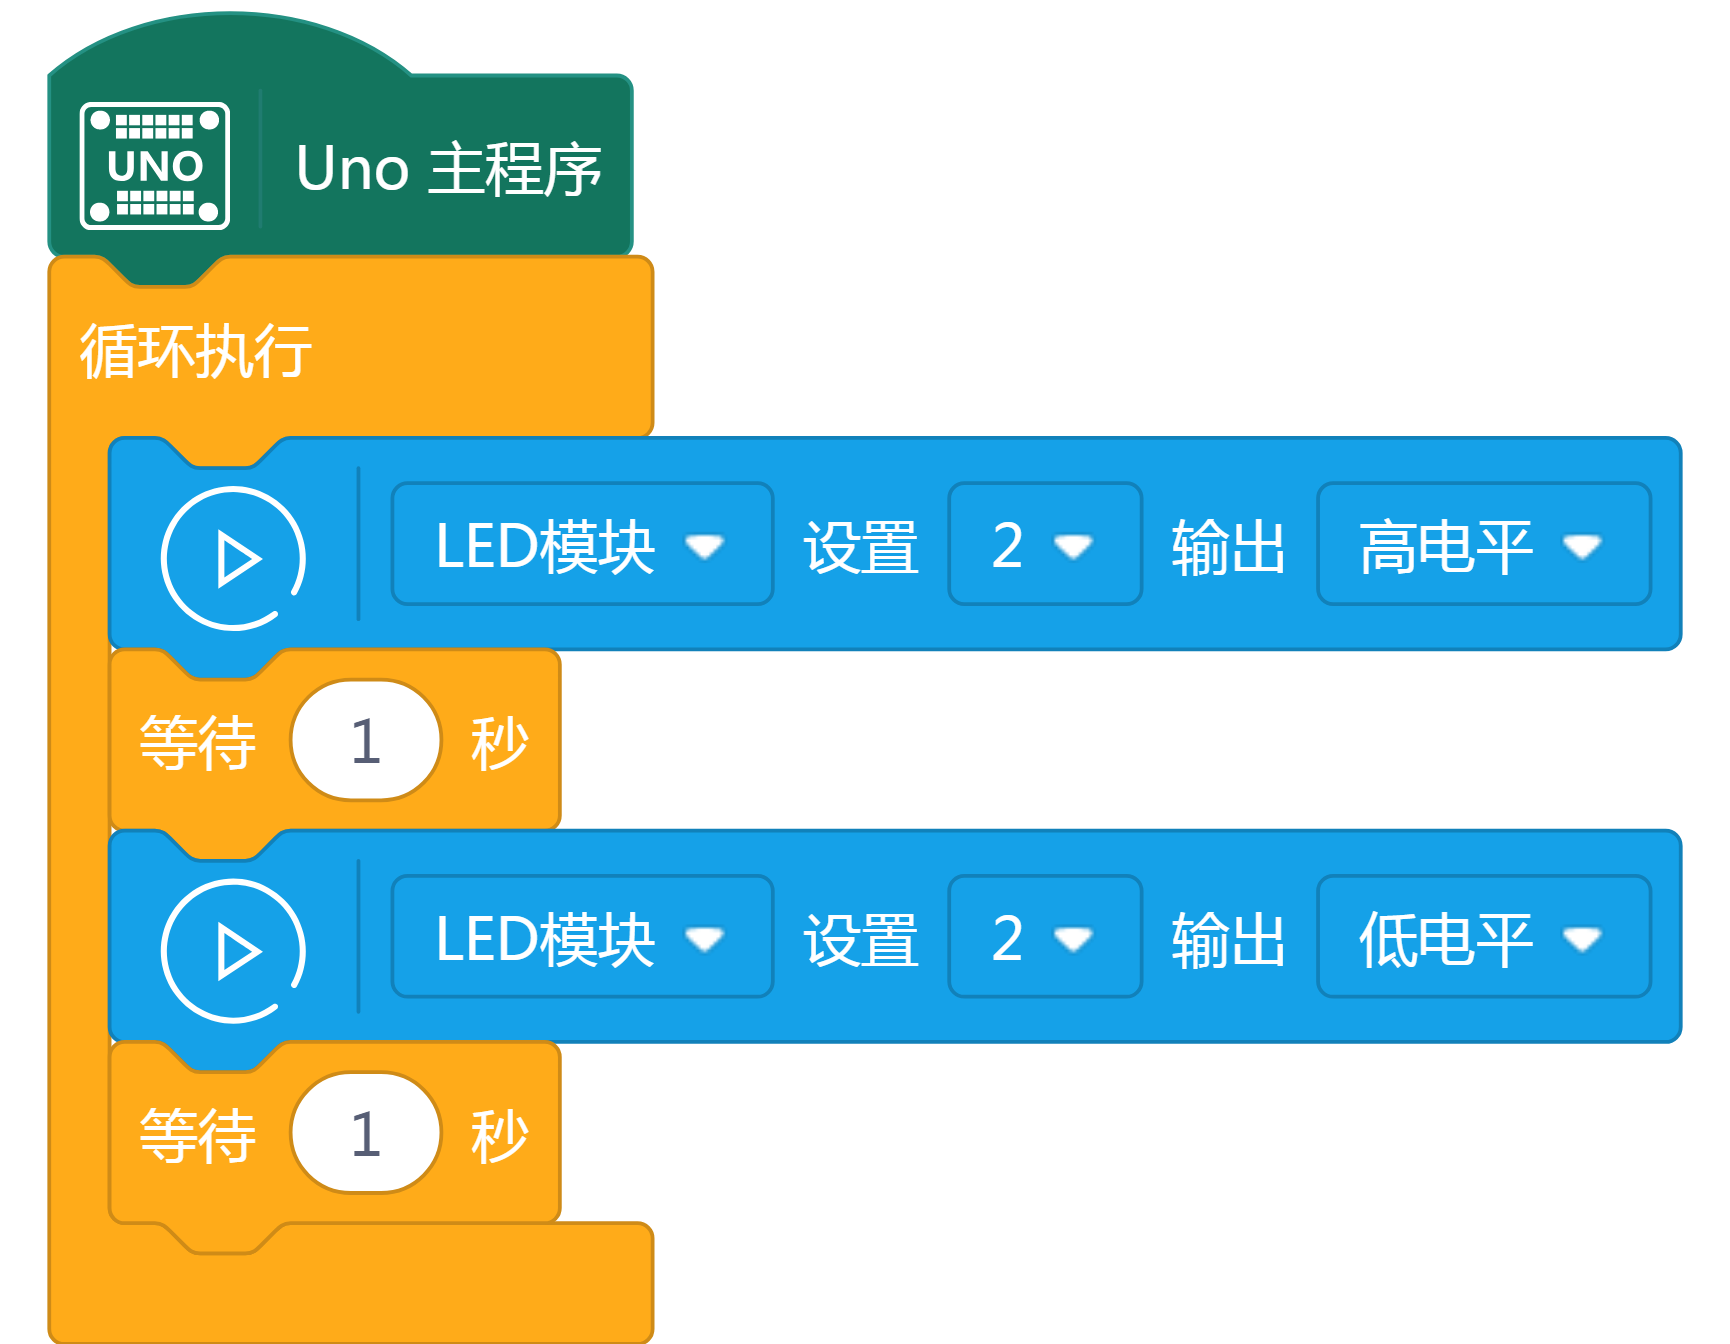 UNO
Uno 主程序
循环执行
LED模块 设置 2 输出 高电平
等待 1 秒
LED模块 设置 2 输出 低电平
等待 1 秒